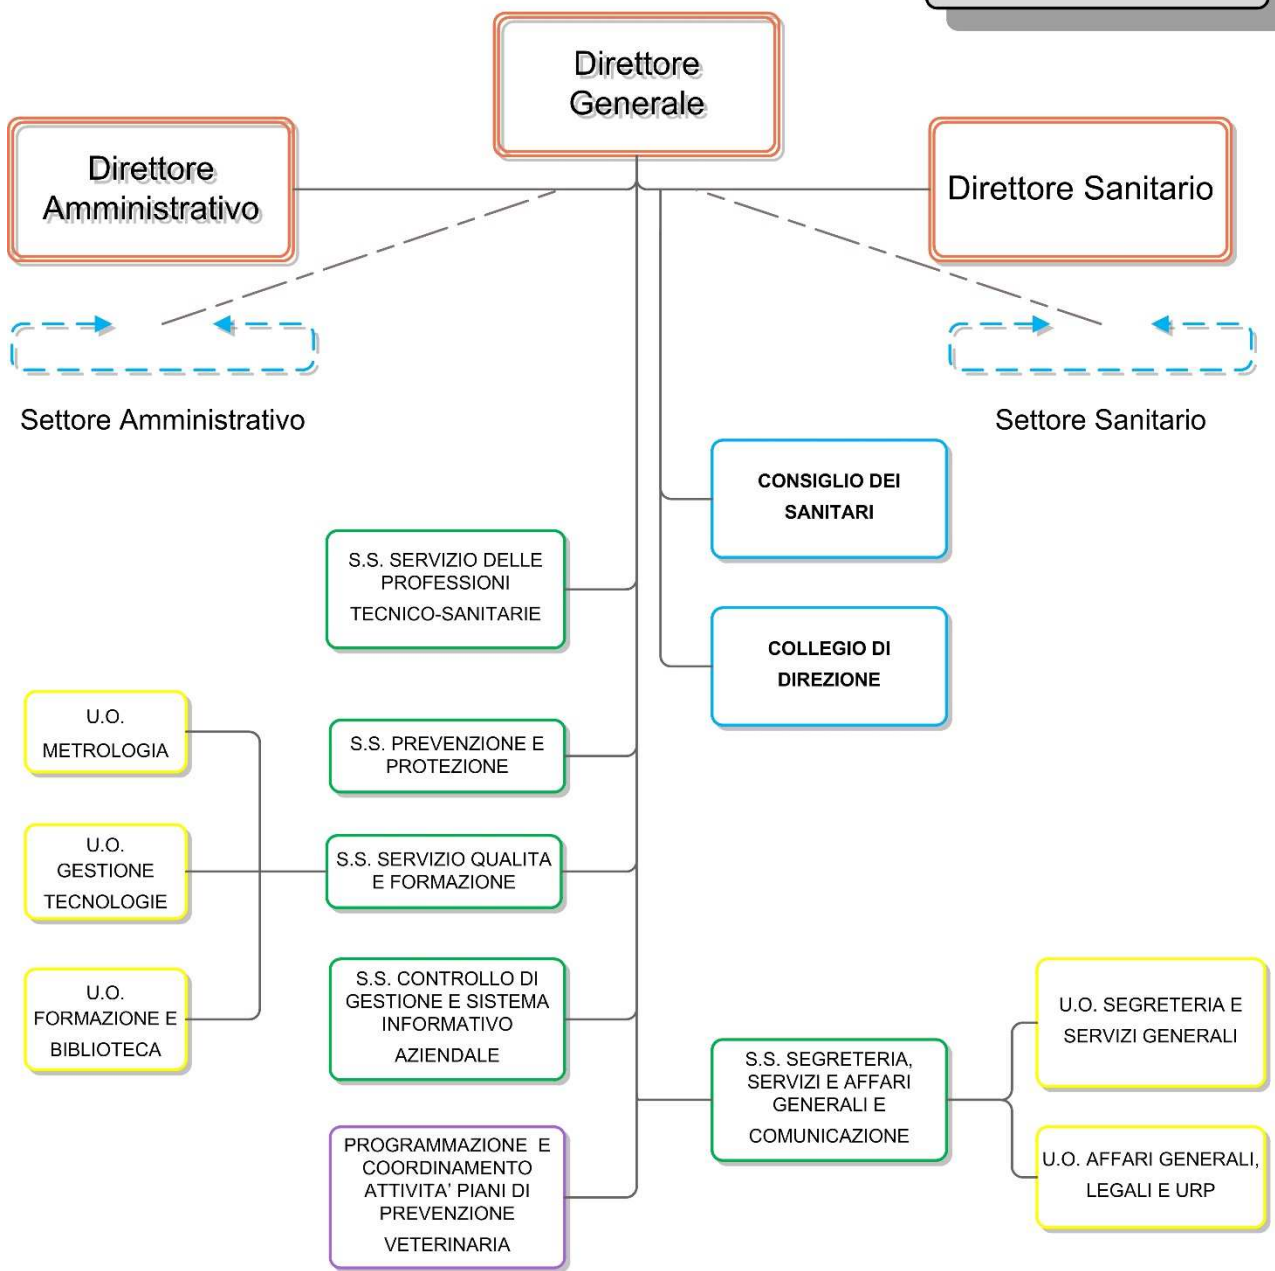 Direttore
Generale
Direttore
Amministrativo
Direttore Sanitario
Settore Amministrativo
Settore Sanitario
CONSIGLIO DEI
SANITARI
S.S. SERVIZIO DELLE
PROFESSIONI
TECNICO-SANITARIE
COLLEGIO DI
DIREZIONE
U.O.
METROLOGIA
S.S. PREVENZIONE E
PROTEZIONE
U.O.
GESTIONE
TECNOLOGIE
S.S. SERVIZIO QUALITA
E FORMAZIONE
U.O.
FORMAZIONE E
BIBLIOTECA
S.S. CONTROLLO DI
GESTIONE E SISTEMA
INFORMATIVO
AZIENDALE
S.S. SEGRETERIA,
SERVIZI E AFFARI
GENERALI E
COMUNICAZIONE
U.O. SEGRETERIA E
SERVIZI GENERALI
PROGRAMMAZIONE E
COORDINAMENTO
ATTIVITA' PIANI DI
PREVENZIONE
VETERINARIA
U.O. AFFARI GENERALI,
LEGALI E URP